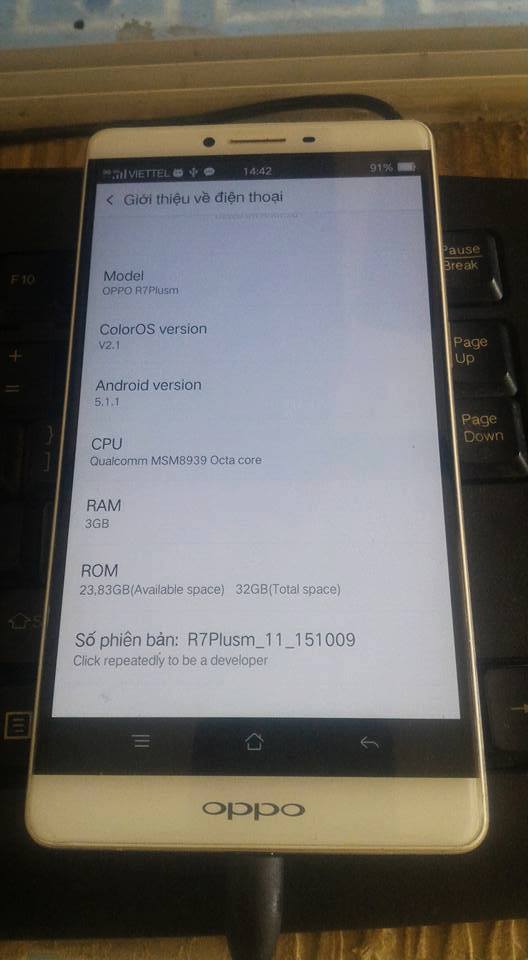 VIETTEL 14:42 91%
< Giới thiệu về điện thoại
Model
OPPO R7Plusm
ColorOS version
V2.1
Android version
5.1.1
CPU
Qualcomm MSM8939 Octa core
RAM
3GB
ROM
23,83GB(Available space) 32GB(Total space)
Số phiên bản: R7Plusm_11_151009
Click repeatedly to be a developer
oppo
F10
+
=
}
]
Pause
Break
Page
Up
Page
Down